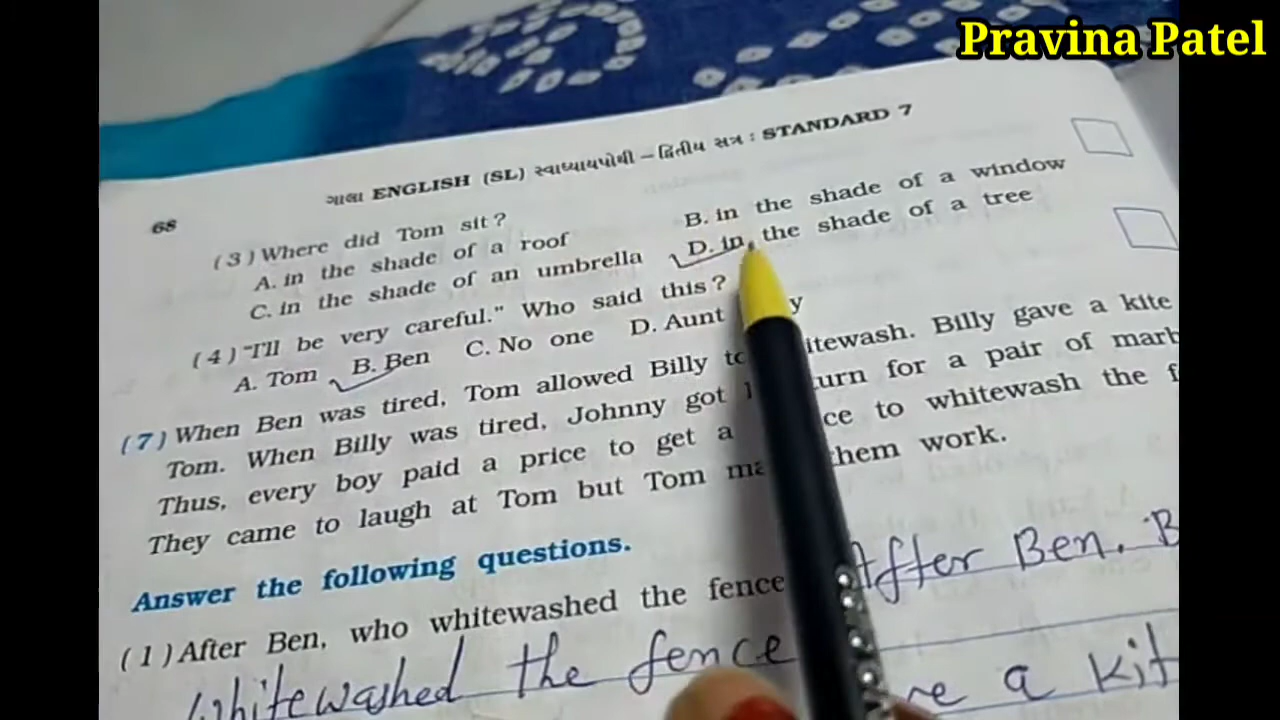 Pravina Patel
68 ગાલા ENGLISH (SL) સ્વાધ્યાયપોથી – દ્વિતીય સત્ર : STANDARD 7
(3) Where did Tom sit?
A. in the shade of a roof B. in the shade of a window
C. in the shade of an umbrella D. in the shade of a tree
(4) "I'll be very careful." Who said this?
A. Tom B. Ben C. No one D. Aunt
(7) When Ben was tired, Tom allowed Billy to whitewash. Billy gave a kite
Tom. When Billy was tired, Johnny got turn for a pair of
Thus, every boy paid a price to get a to whitewash the
They came to laugh at Tom but Tom them work.
Answer the following questions.
(1) After Ben, who whitewashed the fence After Ben. B
Whitewashed the fence
a kit